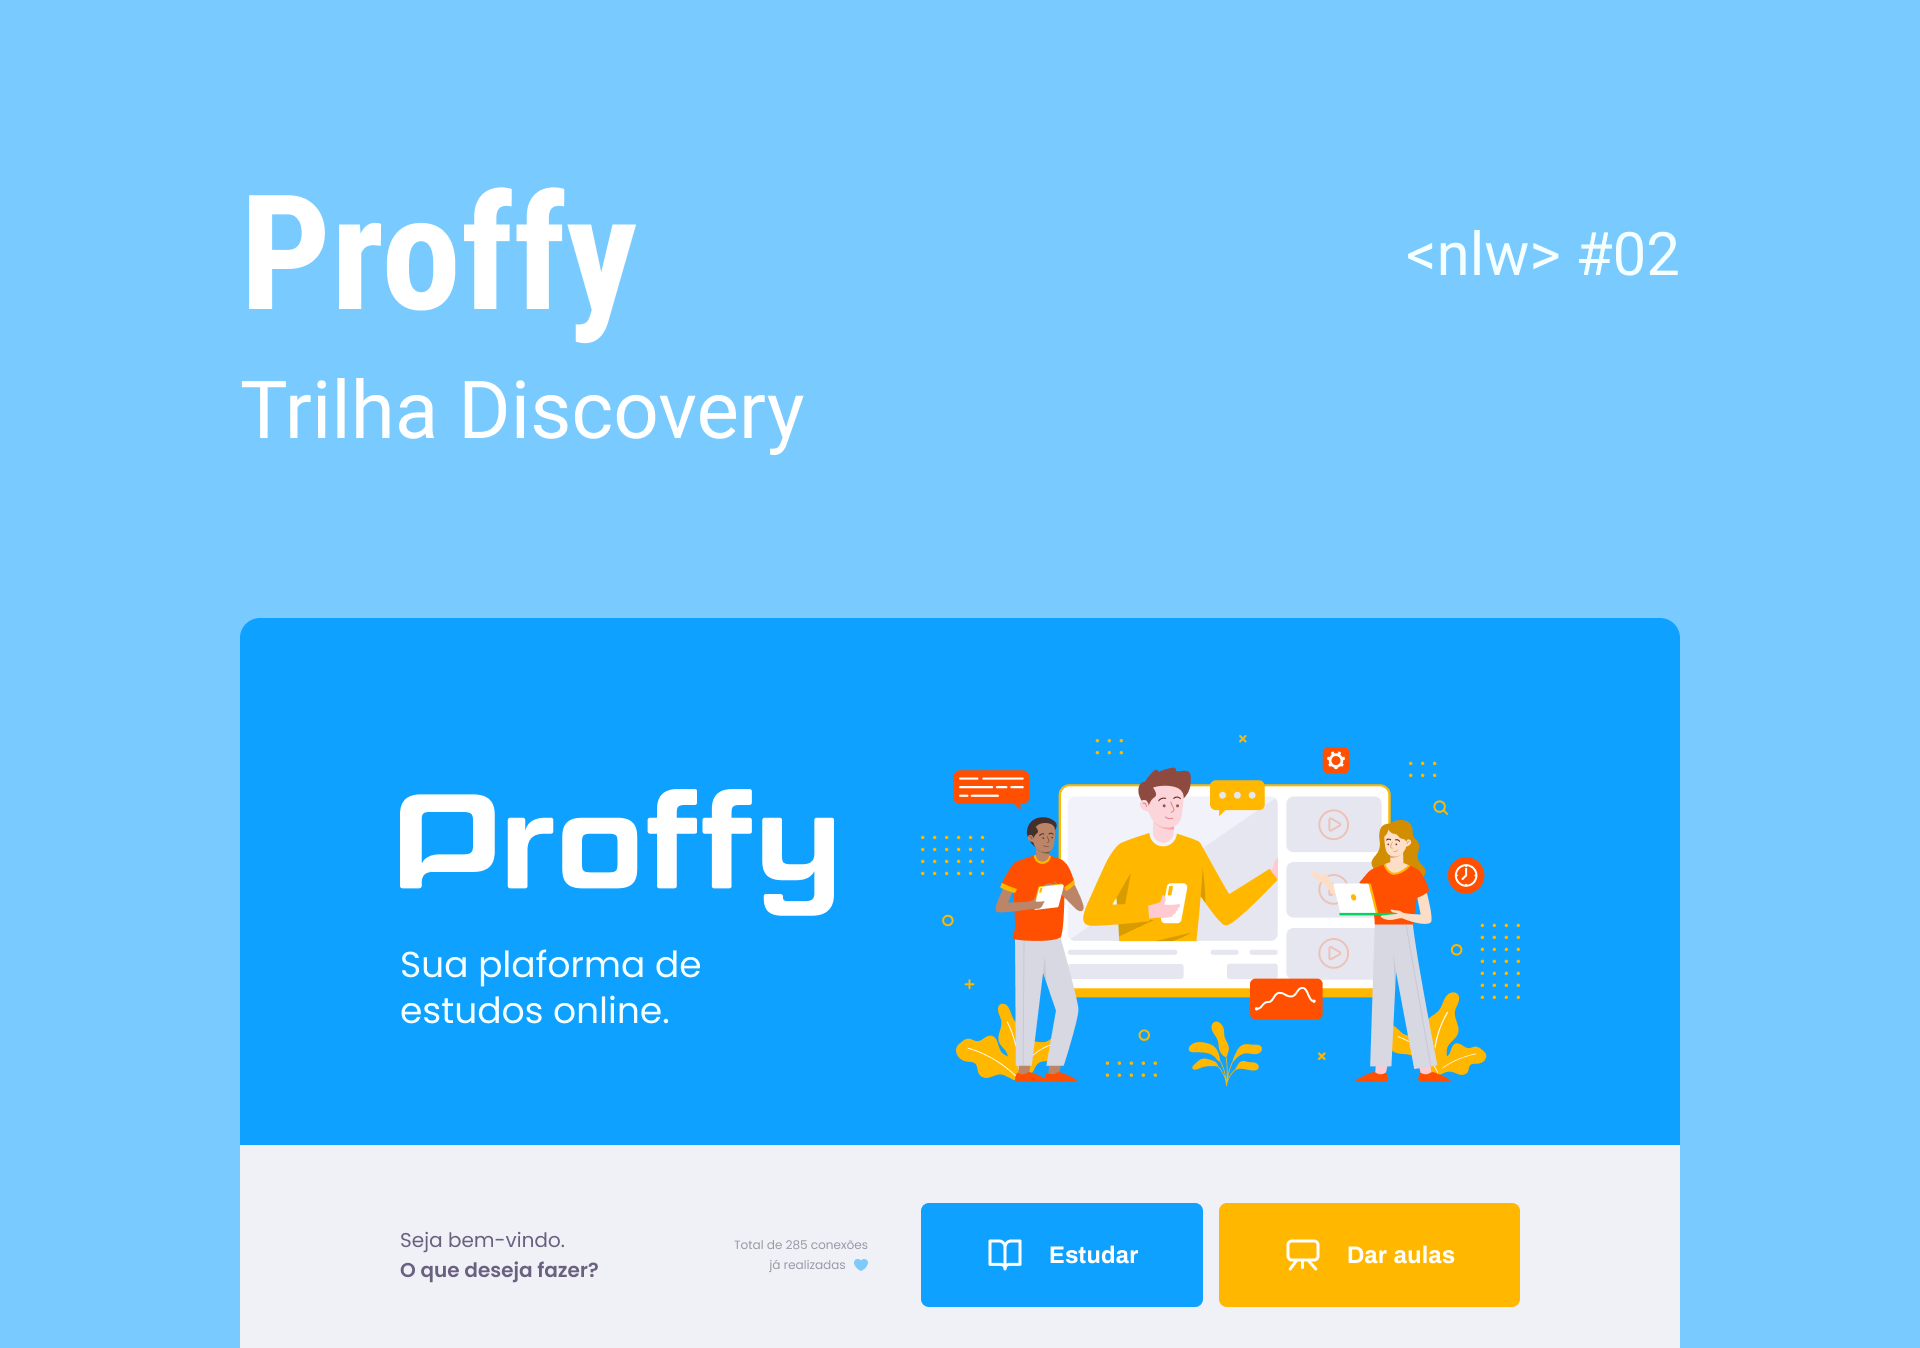 Proffy
<nlw> #02
Trilha Discovery
Proffy
Sua plaforma de
estudos online.
Seja bem-vindo.
O que deseja fazer?
Total de 285 conexões
já realizadas
Estudar
Dar aulas